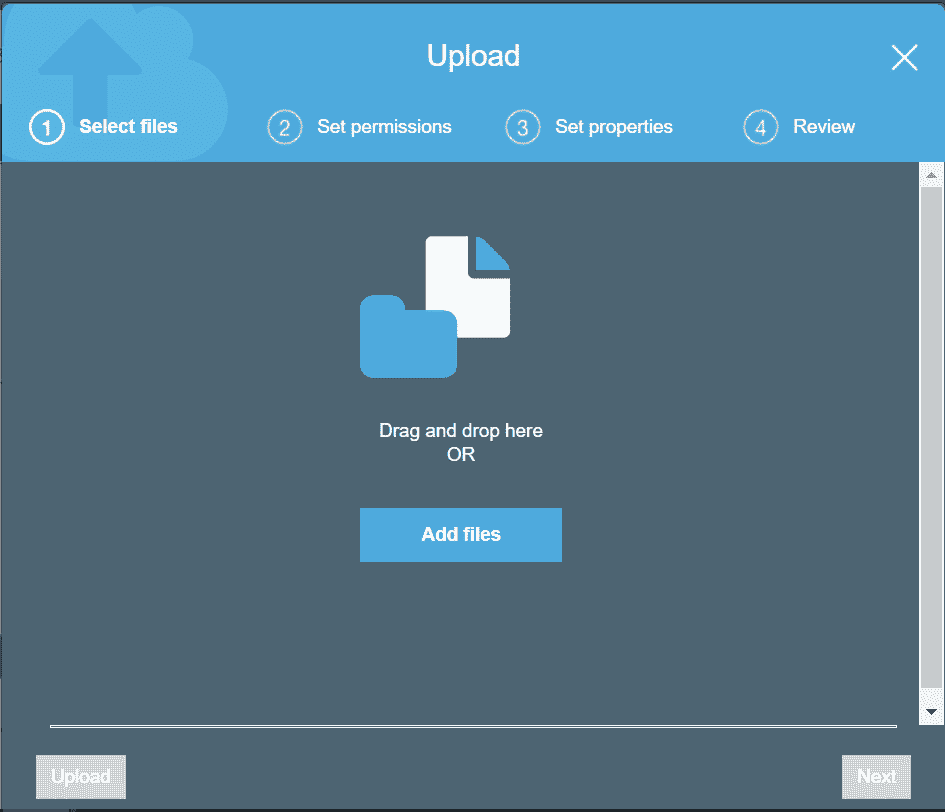 Upload
1 Select files
2 Set permissions
3 Set properties
4 Review
Drag and drop here
OR
Add files
Upload
Next